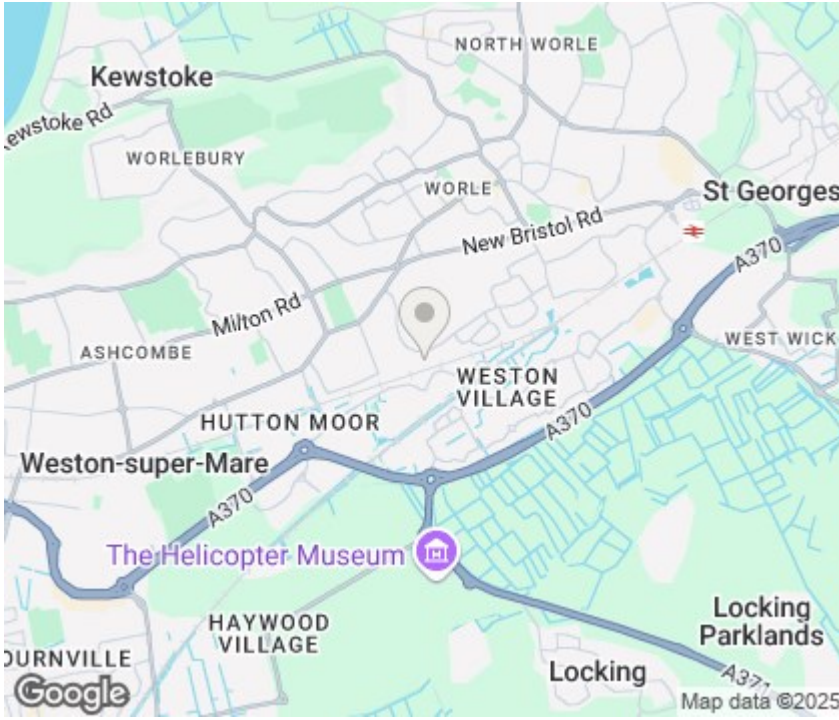 NORTH WORLE
Kewstoke
Kewstoke Rd
WORLEBURY
WORLE
St Georges
New Bristol Rd
A370
Milton Rd
ASHCOMBE
WEST WICK
WESTON
VILLAGE
HUTTON MOOR
A370
Weston-super-Mare
A370
The Helicopter Museum
HAYWOOD
VILLAGE
Locking
Parklands
OURNVILLE
Locking
A371
Google
Map data ©2025